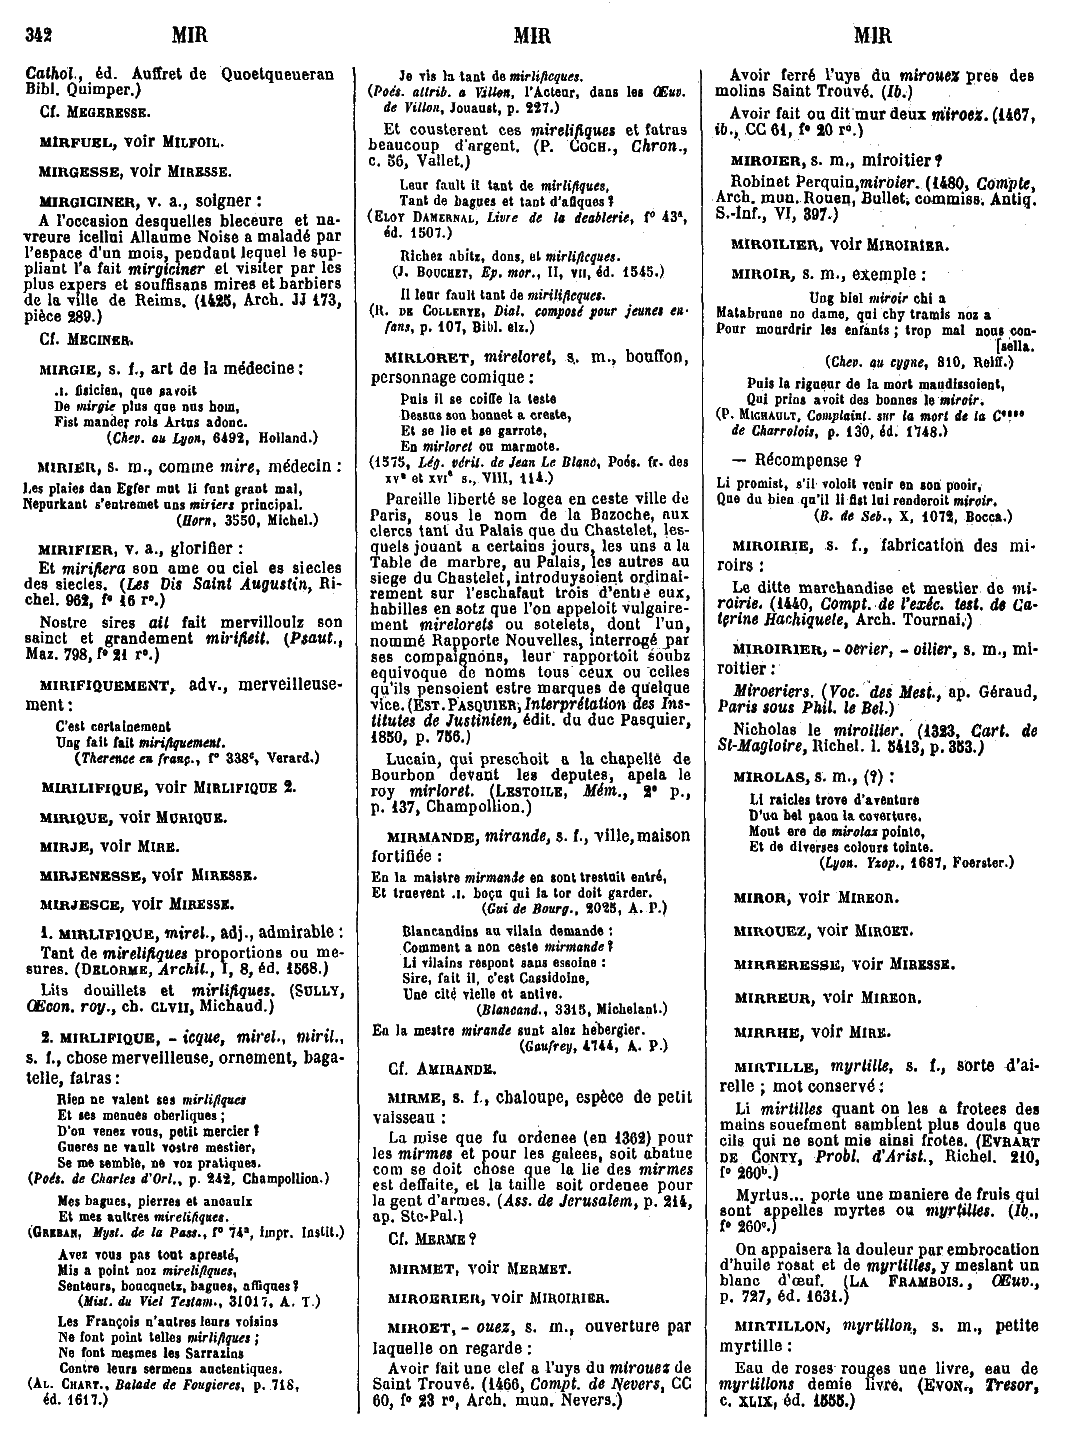 342 MIR MIR MIR
Cathol., éd. Auffret de Quoetqueueran
Bibl. Quimper.)
Cf. MEGERESSE.
MIRFUEL, voir MILFOIL.
MIRGESSE, voir MIRESSE.
MIRGICINER, v. a., soigner :
A l'occasion desquelles bleceure et na-
vreure icellui Allaume Noise a maladé par
l'espace d'un mois, pendant lequel le sup-
pliant l'a fait mirgiciner et visiter par les
plus expers et souffisans mires et barbiers
de la ville de Reims. (1425, Arch. JJ 173,
pièce 289.)
Cf. MECINER.
MIRGIE, s. f., art de la médecine :
.I. fisicien, que savoit
De mirgie plus que nus hom,
Fist mander rois Artus adonc.
(Chev. au Lyon, 6492, Holland.)
MIRIER, s. m., comme mire, médecin :
Les plaies dan Egfer mut li funt grant mal,
Nepurkant s'entremet uns miriers principal.
(Horn, 3550, Michel.)
MIRIFIER, v. a., glorifier :
Et mirifiera son ame ou ciel es siecles
des siecles. (Les Dis Saint Augustin, Ri-
chel. 962, f° 16 r°.)
Nostre sires ait fait mervilloulz son
sainct et grandement mirifieit. (Psaut.,
Maz. 798, f° 21 r°.)
MIRIFIQUEMENT, adv., merveilleuse-
ment :
C'est certainement
Ung fait fait mirifiquement.
(Therence en franç., f° 338c, Verard.)
MIRILIFIQUE, voir MIRLIFIQUE 2.
MIRIQUE, voir MURIQUE.
MIRJE, voir MIRE.
MIRJENESSE, voir MIRESSE.
MIRJESCE, voir MIRESSE.
1. MIRLIFIQUE, mirel., adj., admirable :
Tant de mirelifiques proportions ou me-
sures. (DELORME, Archit., I, 8, éd. 1568.)
Lits douillets et mirlifiques. (SULLY,
Œcon. roy., ch. CLVII, Michaud.)
2. MIRLIFIQUE, - icque, mirel., miril.,
s. f., chose merveilleuse, ornement, baga-
telle, fatras :
Rien ne valent ses mirlifiques
Et ses menues oberliques ;
D'ou venez vous, petit mercier ?
Gueres ne vault vostre mestier,
Se me semble, ne voz pratiques.
(Poés. de Charles d'Orl., p. 242, Champollion.)
Mes bagues, pierres et anoaulx
Et mes aultres mirelifiques.
(GREBAN, Myst. de la Pass., f° 74a, impr. Instit.)
Avez vous pas tout apresté,
Mis a point noz mirelifiques,
Senteurs, boucquetz, bagues, affiques ?
(Mist. du Viel Testam., 31017, A. T.)
Les François n'autres leurs voisins
Ne font point telles mirlifiques ;
Ne font mesmes les Sarrazins
Contre leurs sermens auctentiques.
(AL. CHART., Balade de Fougieres, p. 718,
éd. 1617.)
Je vis la tant de mirlificques.
(Poés. attrib. a Villon, l'Acteur, dans les Œuv.
de Villon, Jouaust, p. 227.)
Et cousterent ces mirelifiques et fatras
beaucoup d'argent. (P. COCH., Chron.,
c. 56, Vallet.)
Leur fault il tant de mirlifiques,
Tant de bagues et tant d'afiques ?
(ELOY DAMERNAL, Livre de la deablerie, f° 43a,
éd. 1507.)
Richez abitz, dons, et mirlificques.
(J. BOUCHET, Ep. mor., II, VII, éd. 1545.)
Il leur fault tant de mirilificques.
(R. DE COLLERYE, Dial. composé pour jeunes en-
fans, p. 107, Bibl. elz.)
MIRLORET, mireloret, s. m., bouffon,
personnage comique :
Puis il se coiffe la teste
Dessus son bonnet a creste,
Et se lie et se garrote,
En mirloret ou marmote.
(1575, Lég. vérit. de Jean Le Blanc, Poés. fr. des
XVe et XVIe s., VIII, 114.)
Pareille liberté se logea en ceste ville de
Paris, sous le nom de la Bazoche, aux
clercs tant du Palais que du Chastelet, les-
quels jouant a certains jours, les uns a la
Table de marbre, au Palais, les autres au
siege du Chastelet, introduysoient ordinai-
rement sur l'eschafaut trois d'entre eux,
habilles en sotz que l'on appeloit vulgaire-
ment mirelorets ou sotelets, dont l'un,
nommé Rapporte Nouvelles, interrogé par
ses compaignons, leur rapportoit soubz
equivoque de noms tous ceux ou celles
qu'ils pensoient estre marques de quelque
vice. (EST. PASQUIER, Interprétation des Ins-
titutes de Justinien, édit. du duc Pasquier,
1850, p. 756.)
Lucain, qui preschoit a la chapelle de
Bourbon devant les deputes, apela le
roy mirloret. (LESTOILE, Mém., 2e p.,
p. 137, Champollion.)
MIRMANDE, mirande, s. f., ville, maison
fortifiée :
En la maistre mirmande en sont trestuit entré,
Et truevent .I. boçu qui la tor doit garder.
(Gui de Bourg., 2025, A. P.)
Blancandins au vilain demande :
Comment a non ceste mirmande ?
Li vilains respont sans essoine :
Sire, fait il, c'est Cassidoine,
Une cité vielle et antive.
(Blancand., 3315, Michelant.)
En la mestre mirande sunt alez hebergier.
(Gaufrey, 4744, A. P.)
Cf. AMIRANDE.
MIRME, s. f., chaloupe, espèce de petit
vaisseau :
La mise que fu ordenee (en 1362) pour
les mirmes et pour les galees, soit abatue
com se doit chose que la lie des mirmes
est deffaite, et la taille soit ordenee pour
la gent d'armes. (Ass. de Jerusalem, p. 214,
ap. Ste-Pal.)
Cf. MERME ?
MIRMET, voir MERMET.
MIROERIER, voir MIROIRIER.
MIROET, - ouez, s. m., ouverture par
laquelle on regarde :
Avoir fait une clef a l'uys du mirouez de
Saint Trouvé. (1466, Compt. de Nevers, CC
60, f° 23 r°, Arch. mun. Nevers.)
Avoir ferré l'uys du mirouez pres des
molins Saint Trouvé. (Ib.)
Avoir fait ou dit mur deux miroez. (1467,
ib., CC 61, f° 20 r°.)
MIROIER, s. m., miroitier ?
Robinet Perquin, miroier. (1480, Compte,
Arch. mun. Rouen, Bullet. commiss. Antiq.
S.-Inf., VI, 397.)
MIROILIER, voir MIROIRIER.
MIROIR, s. m., exemple :
Ung biel miroir chi a
Matabrune no dame, qui chy tramis noz a
Pour mourdrir les enfants ; trop mal nous con-
[sella.
(Chev. au cygne, 810, Reiff.)
Puis la rigueur de la mort maudissoient,
Qui prins avoit des bonnes le miroir.
(P. MICHAULT, Complaint. sur la mort de la C****
de Charrolois, p. 130, éd. 1748.)
— Récompense ?
Li promist, s'il voloit venir en son pooir,
Que du bien qu'il li fist lui renderoit miroir.
(B. de Seb., X, 1072, Bocca.)
MIROIRIE, s. f., fabrication des mi-
roirs :
Le ditte marchandise et mestier de mi-
roirie. (1440, Compt. de l'exéc. test. de Ca-
terine Hachiquele, Arch. Tournai.)
MIROIRIER, - oerier, - oilier, s. m., mi-
roitier :
Miroeriers. (Voc. des Mest., ap. Géraud,
Paris sous Phil. le Bel.)
Nicholas le miroilier. (1323, Cart. de
St-Magloire, Richel. l. 5413, p. 353.)
MIROLAS, s. m., (?) :
Li raicles trove d'aventure
D'un bel paon la coverture.
Mout ere de mirolaz pointe,
Et de diverses colours tointe.
(Lyon. Yzop., 1687, Foerster.)
MIROR, voir MIREOR.
MIROUEZ, voir MIROET.
MIRRERESSE, voir MIRESSE.
MIRREUR, voir MIREOR.
MIRRHE, voir MIRE.
MIRTILLE, myrtille, s. f., sorte d'ai-
relle ; mot conservé :
Li mirtilles quant on les a frotees des
mains souefment samblent plus douls que
cils qui ne sont mie ainsi frotes. (EVRART
DE CONTY, Probl. d'Arist., Richel. 210,
f° 260b.)
Myrtus... porte une maniere de fruis qui
sont appelles myrtes ou myrtilles. (Ib.,
f° 260c.)
On appaisera la douleur par embrocation
d'huile rosat et de myrtilles, y meslant un
blanc d'œuf. (LA FRAMBOIS., Œuv.,
p. 727, éd. 1631.)
MIRTILLON, myrtillon, s. m., petite
myrtille :
Eau de roses rouges une livre, eau de
myrtillons demie livre. (EVON., Tresor,
c. XLIX, éd. 1555.)